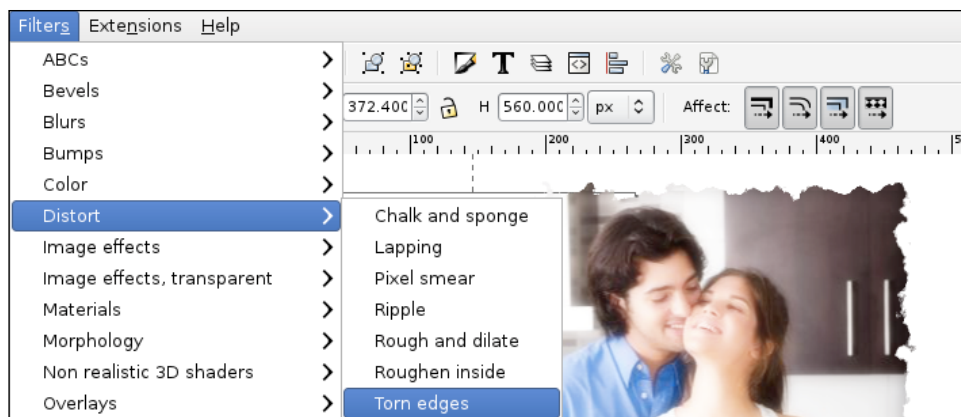 Filters Extensions Help
ABCs
Bevels
Blurs
Bumps
Color
Distort
Image effects
Image effects, transparent
Materials
Morphology
Non realistic 3D shaders
Overlays
372.400 H 560.000 px Affect:
100 200 300 400 5
Chalk and sponge
Lapping
Pixel smear
Ripple
Rough and dilate
Roughen inside
Torn edges